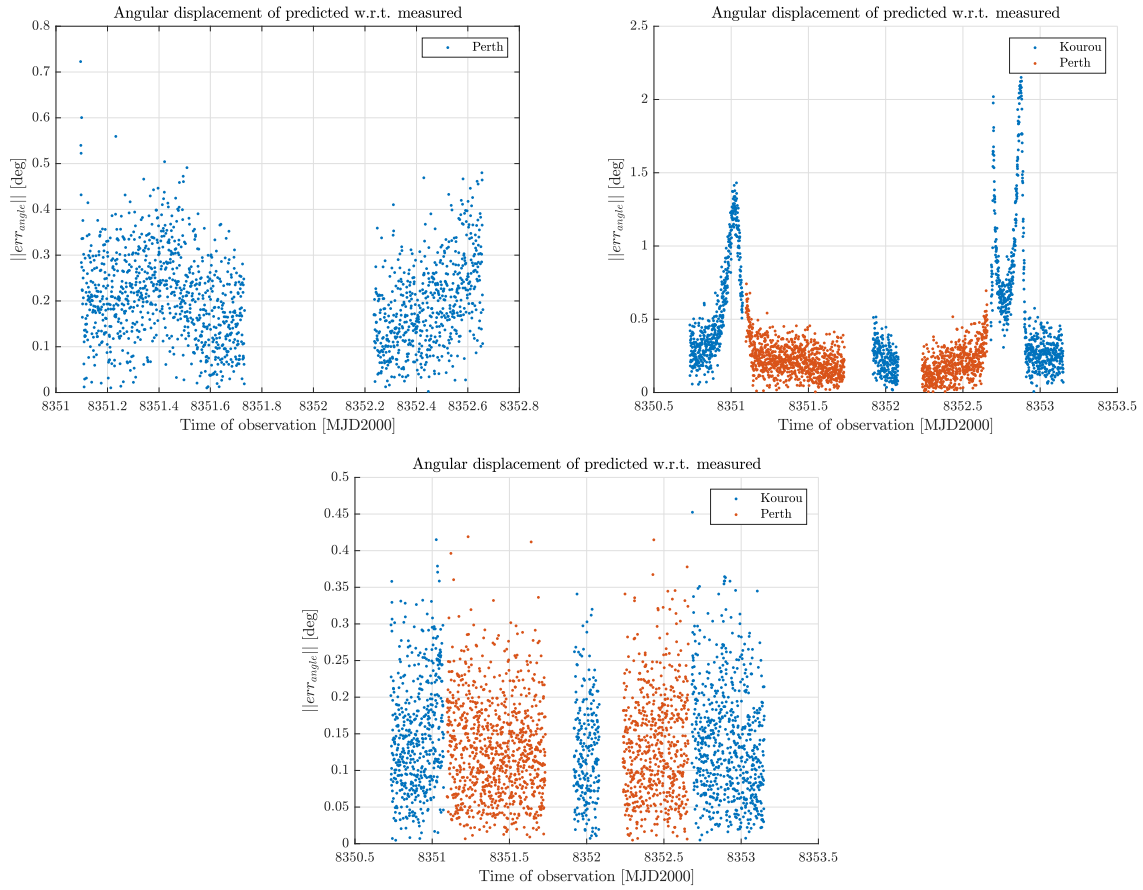 Angular displacement of predicted w.r.t. measured
Perth
0.8
0.7
0.6
0.5
0.4
0.3
0.2
0.1
0
||err_angle|| [deg]
8351 8351.2 8351.4 8351.6 8351.8 8352 8352.2 8352.4 8352.6 8352.8
Time of observation [MJD2000]
Angular displacement of predicted w.r.t. measured
Kourou
Perth
2.5
2
1.5
1
0.5
0
||err_angle|| [deg]
8350.5 8351 8351.5 8352 8352.5 8353 8353.5
Time of observation [MJD2000]
Angular displacement of predicted w.r.t. measured
Kourou
Perth
0.5
0.45
0.4
0.35
0.3
0.25
0.2
0.15
0.1
0.05
0
||err_angle|| [deg]
8350.5 8351 8351.5 8352 8352.5 8353 8353.5
Time of observation [MJD2000]